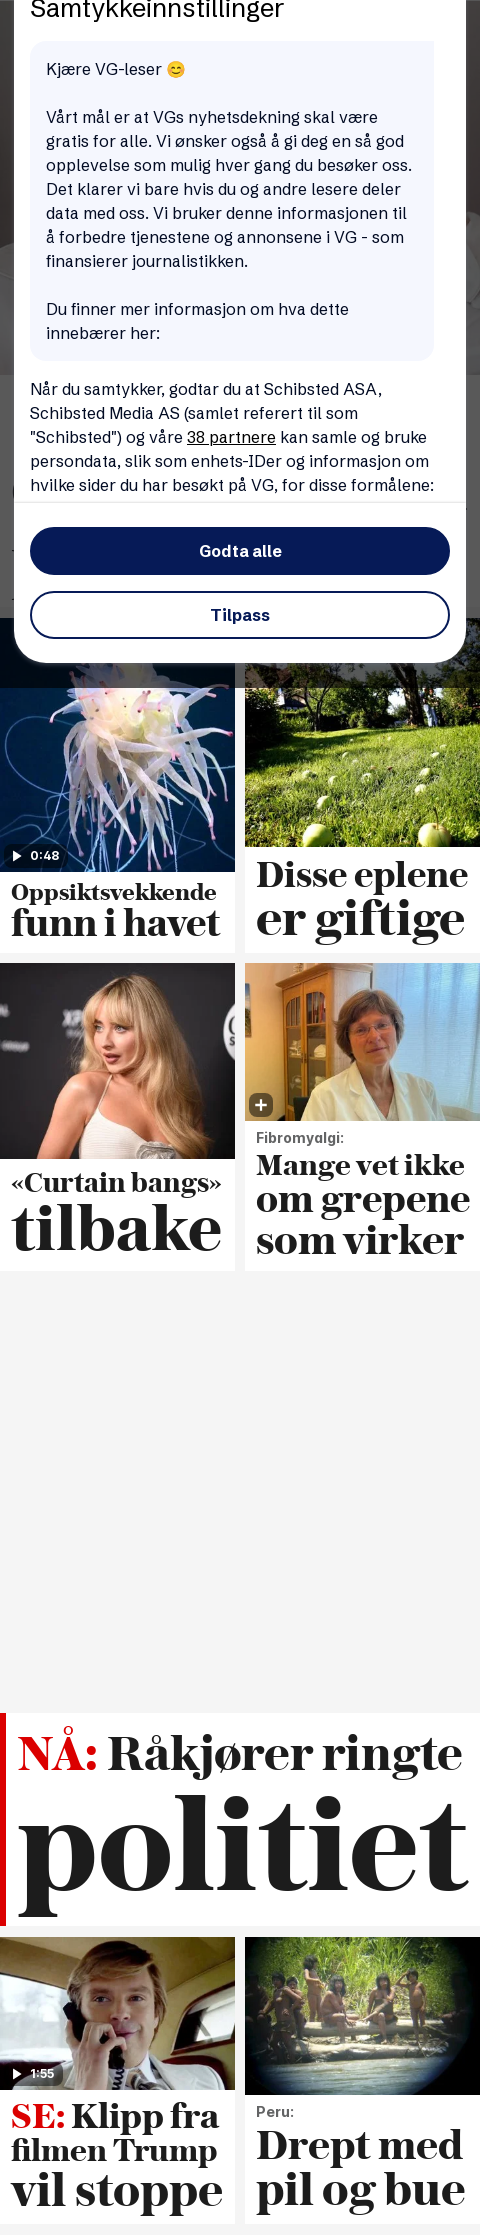 Samtykkeinnstillinger
Kjære VG-leser 😊
Vårt mål er at VGs nyhetsdekning skal være
gratis for alle. Vi ønsker også å gi deg en så god
opplevelse som mulig hver gang du besøker oss.
Det klarer vi bare hvis du og andre lesere deler
data med oss. Vi bruker denne informasjonen til
å forbedre tjenestene og annonsene i VG - som
finansierer journalistikken.
Du finner mer informasjon om hva dette
innebærer her:
Når du samtykker, godtar du at Schibsted ASA,
Schibsted Media AS (samlet referert til som
"Schibsted") og våre 38 partnere kan samle og bruke
persondata, slik som enhets-IDer og informasjon om
hvilke sider du har besøkt på VG, for disse formålene:
Godta alle
Tilpass
0:48
Oppsiktsvekkende
funn i havet
Disse eplene
er giftige
«Curtain bangs»
tilbake
Fibromyalgi:
Mange vet ikke
om grepene
som virker
NÅ: Råkjører ringte
politiet
1:55
SE: Klipp fra
filmen Trump
vil stoppe
Peru:
Drept med
pil og bue